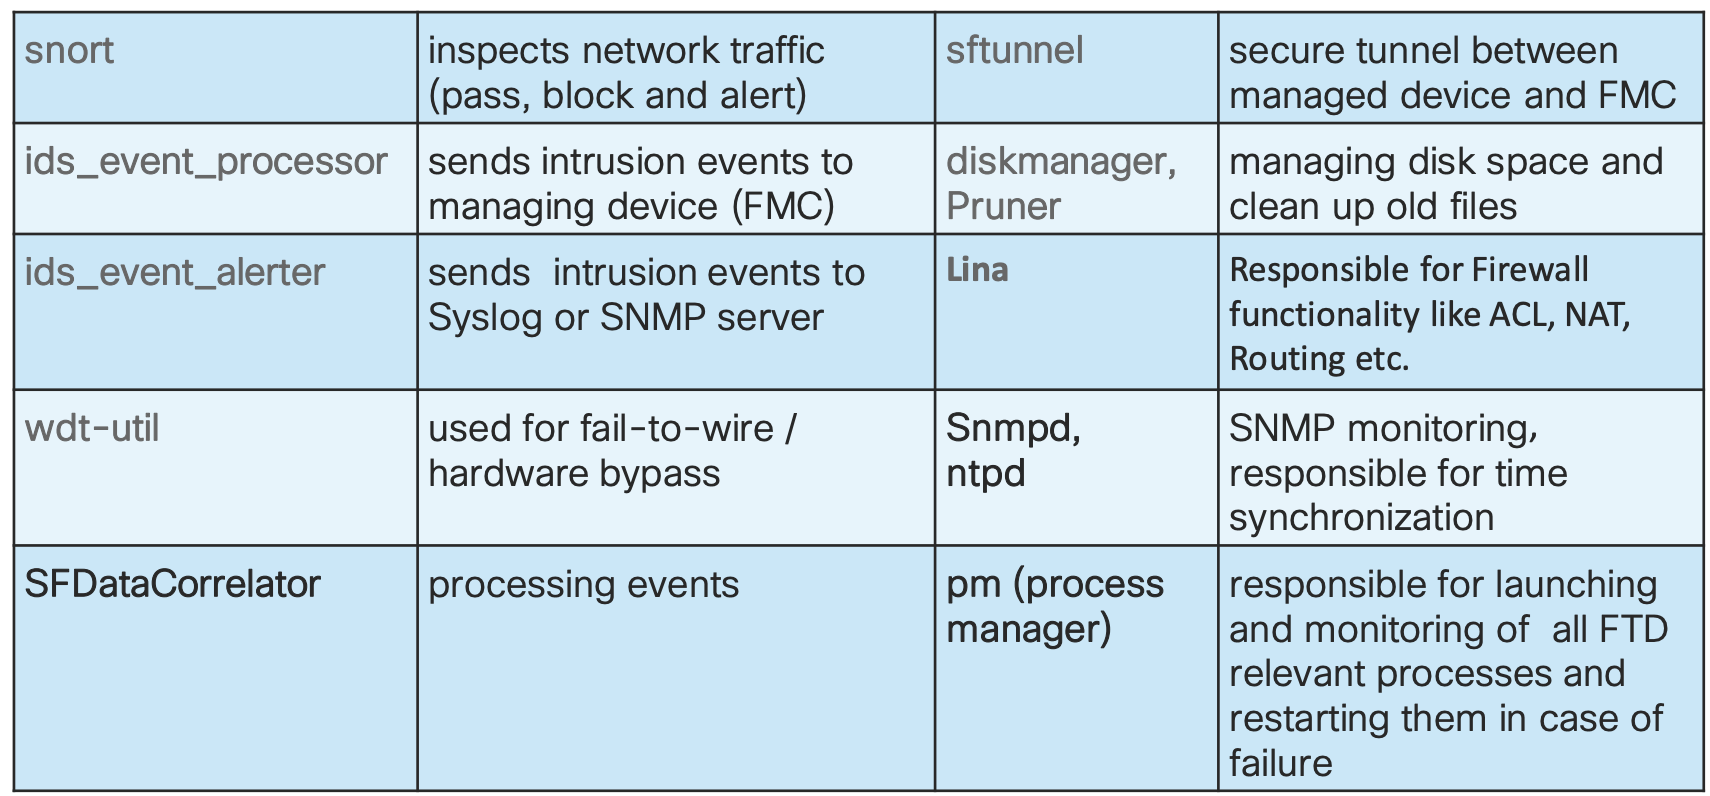 snort
inspects network traffic
(pass, block and alert)
sftunnel
secure tunnel between
managed device and FMC
ids_event_processor
sends intrusion events to
managing device (FMC)
diskmanager,
Pruner
managing disk space and
clean up old files
ids_event_alerter
sends  intrusion events to
Syslog or SNMP server
Lina
Responsible for Firewall
functionality like ACL, NAT,
Routing etc.
wdt-util
used for fail-to-wire /
hardware bypass
Snmpd,
ntpd
SNMP monitoring,
responsible for time
synchronization
SFDataCorrelator
processing events
pm (process
manager)
responsible for launching
and monitoring of  all FTD
relevant processes and
restarting them in case of
failure